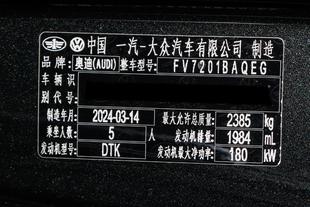 中国 一汽-大众汽车有限公司 制造
品牌: 奥迪(AUDI) 整车型号: FV7201BAQEG
车辆识
别代号:
制造年月: 2024-03-14 最大允许总质量: 2385 kg
乘坐人数: 5 人 发动机排量: 1984 mL
发动机型号: DTK 发动机最大净功率: 180 kW